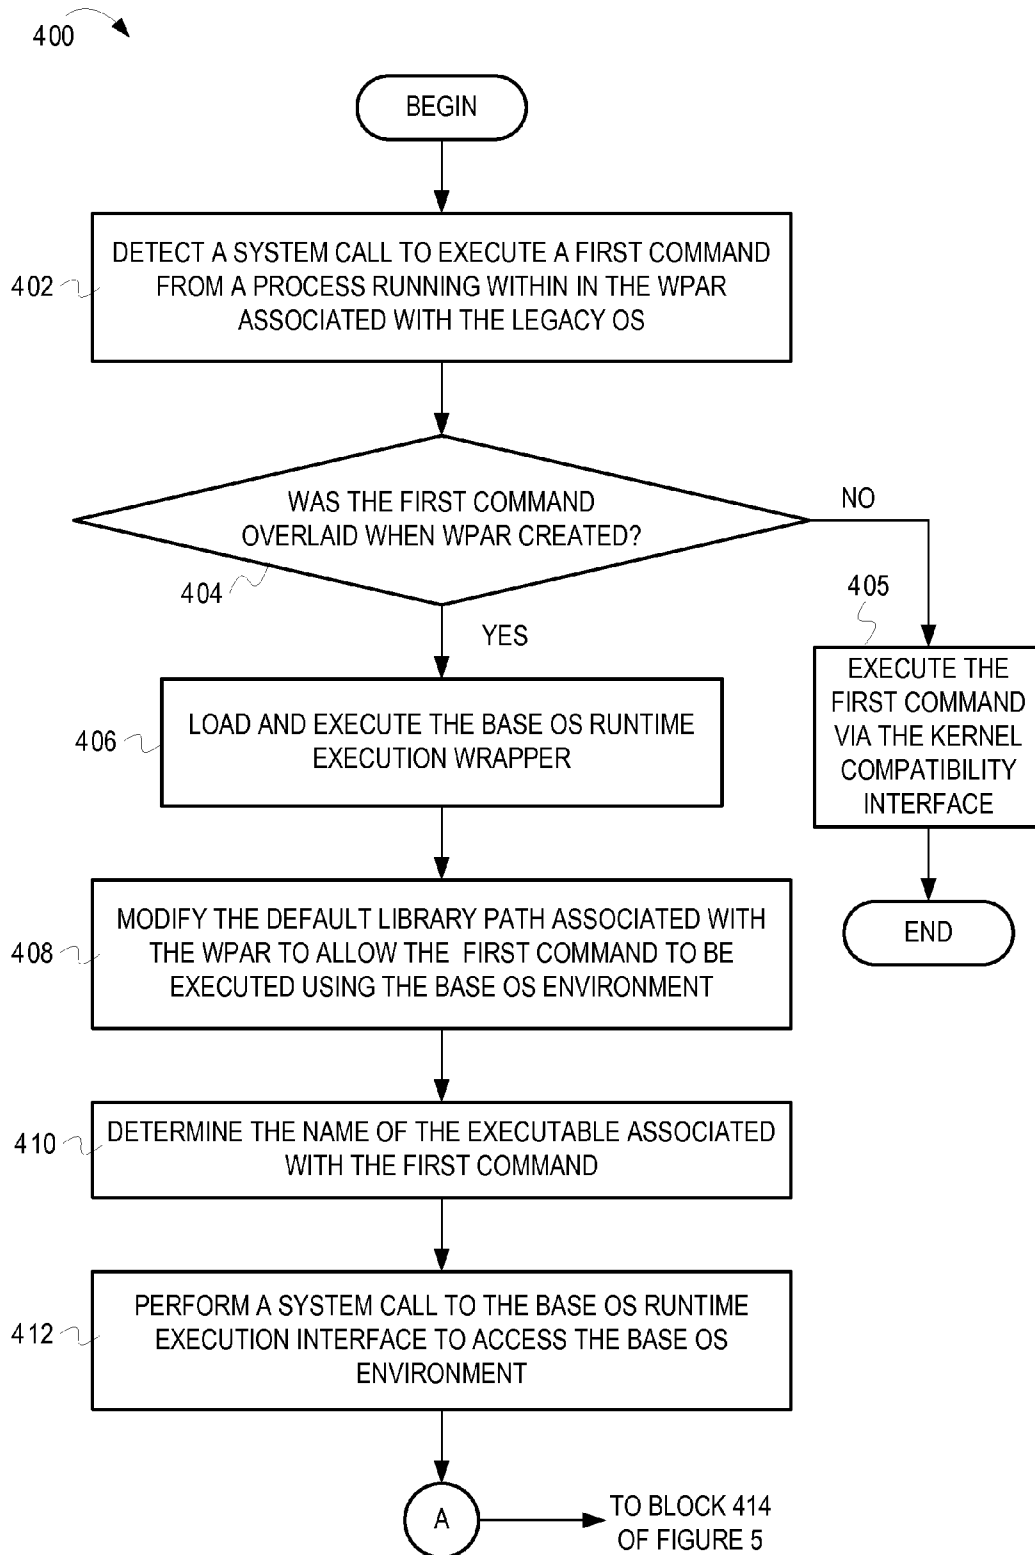 400
BEGIN
402
DETECT A SYSTEM CALL TO EXECUTE A FIRST COMMAND
FROM A PROCESS RUNNING WITHIN IN THE WPAR
ASSOCIATED WITH THE LEGACY OS
WAS THE FIRST COMMAND
OVERLAID WHEN WPAR CREATED?
404
NO
YES
405
EXECUTE THE
FIRST COMMAND
VIA THE KERNEL
COMPATIBILITY
INTERFACE
END
406
LOAD AND EXECUTE THE BASE OS RUNTIME
EXECUTION WRAPPER
408
MODIFY THE DEFAULT LIBRARY PATH ASSOCIATED WITH
THE WPAR TO ALLOW THE FIRST COMMAND TO BE
EXECUTED USING THE BASE OS ENVIRONMENT
410
DETERMINE THE NAME OF THE EXECUTABLE ASSOCIATED
WITH THE FIRST COMMAND
412
PERFORM A SYSTEM CALL TO THE BASE OS RUNTIME
EXECUTION INTERFACE TO ACCESS THE BASE OS
ENVIRONMENT
A
TO BLOCK 414
OF FIGURE 5